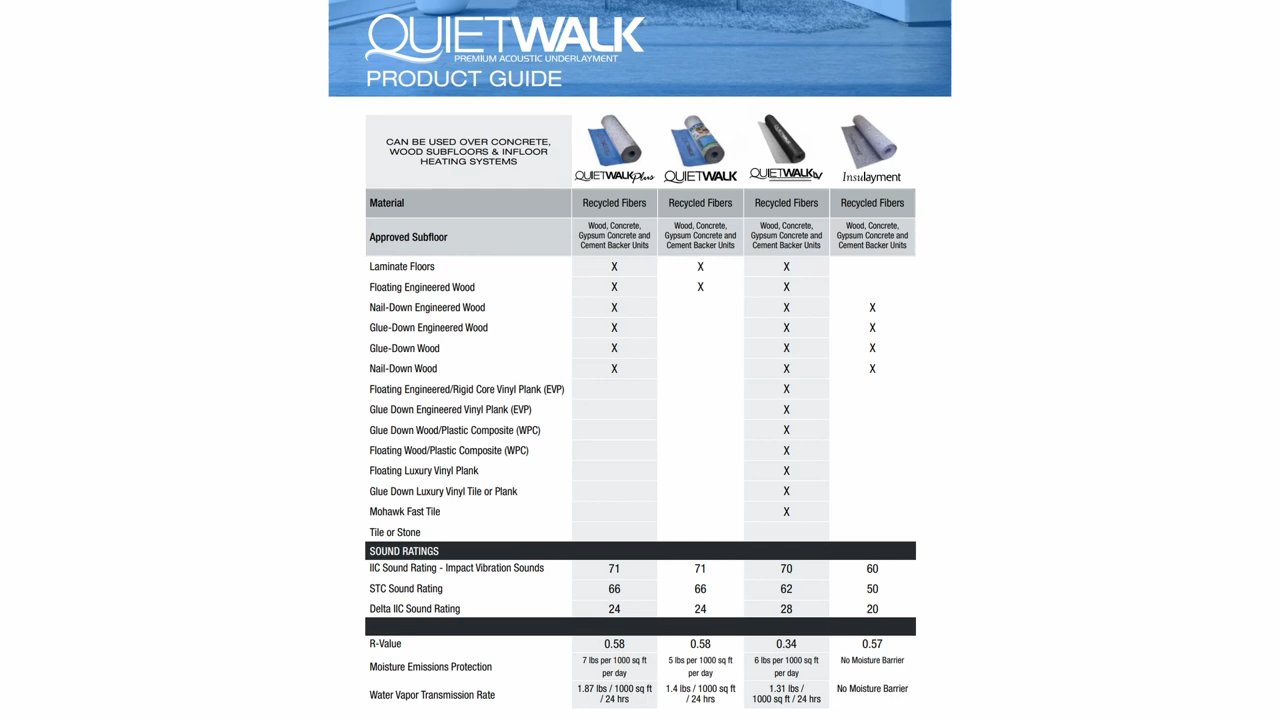 QUIETWALK®
PREMIUM ACOUSTIC UNDERLAYMENT
PRODUCT GUIDE
CAN BE USED OVER CONCRETE,
WOOD SUBFLOORS & INFLOOR
HEATING SYSTEMS
QUIETWALK Plus QUIETWALK QUIETWALK LV Insulayment
Material Recycled Fibers Recycled Fibers Recycled Fibers Recycled Fibers
Approved Subfloor
Wood, Concrete, Wood, Concrete, Wood, Concrete, Wood, Concrete,
Gypsum Concrete and Gypsum Concrete and Gypsum Concrete and Gypsum Concrete and
Cement Backer Units Cement Backer Units Cement Backer Units Cement Backer Units
Laminate Floors X X X
Floating Engineered Wood X X X
Nail-Down Engineered Wood X X X
Glue-Down Engineered Wood X X X
Glue-Down Wood X X X
Nail-Down Wood X X X
Floating Engineered/Rigid Core Vinyl Plank (EVP) X
Glue Down Engineered Vinyl Plank (EVP) X
Glue Down Wood/Plastic Composite (WPC) X
Floating Wood/Plastic Composite (WPC) X
Floating Luxury Vinyl Plank X
Glue Down Luxury Vinyl Tile or Plank X
Mohawk Fast Tile X
Tile or Stone
SOUND RATINGS
IIC Sound Rating - Impact Vibration Sounds 71 71 70 60
STC Sound Rating 66 66 62 50
Delta IIC Sound Rating 24 24 28 20
R-Value 0.58 0.58 0.34 0.57
Moisture Emissions Protection
7 lbs per 1000 sq ft 5 lbs per 1000 sq ft 6 lbs per 1000 sq ft No Moisture Barrier
per day per day per day
Water Vapor Transmission Rate
1.87 lbs / 1000 sq ft 1.4 lbs / 1000 sq ft 1.31 lbs / No Moisture Barrier
/ 24 hrs / 24 hrs 1000 sq ft / 24 hrs